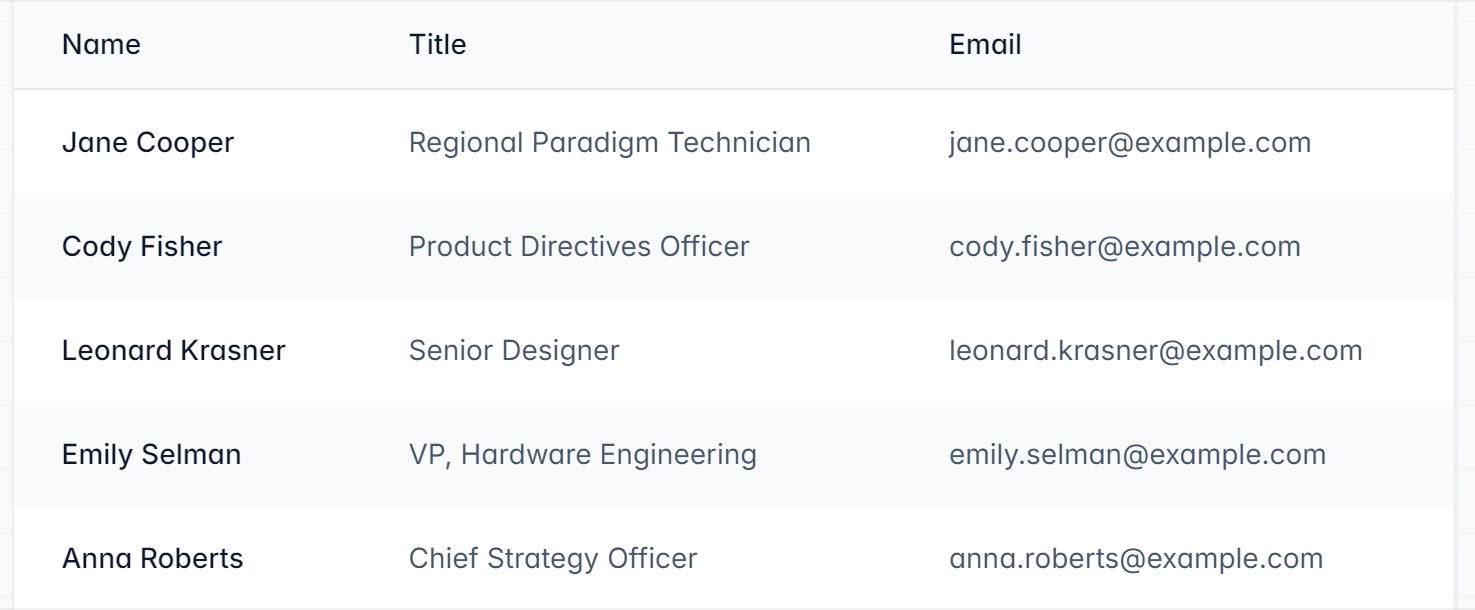 Name Title Email
Jane Cooper Regional Paradigm Technician jane.cooper@example.com
Cody Fisher Product Directives Officer cody.fisher@example.com
Leonard Krasner Senior Designer leonard.krasner@example.com
Emily Selman VP, Hardware Engineering emily.selman@example.com
Anna Roberts Chief Strategy Officer anna.roberts@example.com